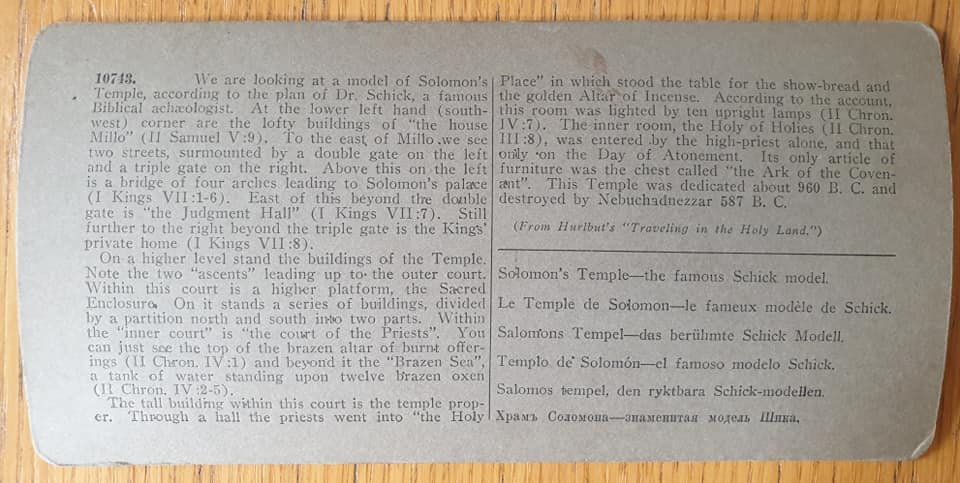 10743. We are looking at a model of Solomon's
Temple, according to the plan of Dr. Schick, a famous
Biblical achæologist. At the lower left hand (south-
west) corner are the lofty buildings of "the house
Millo" (II Samuel V:9). To the east of Millo we see
two streets, surmounted by a double gate on the left
and a triple gate on the right. Above this on the left
is a bridge of four arches leading to Solomon's palace
(I Kings VII:1-6). East of this beyond the double
gate is "the Judgment Hall" (I Kings VII:7). Still
further to the right beyond the triple gate is the Kings'
private home (I Kings VII:8).
On a higher level stand the buildings of the Temple.
Note the two "ascents" leading up to the outer court.
Within this court is a higher platform, the Sacred
Enclosure. On it stands a series of buildings, divided
by a partition north and south into two parts. Within
the "inner court" is "the court of the Priests". You
can just see the top of the brazen altar of burnt offer-
ings (II Chron. IV:1) and beyond it the "Brazen Sea",
a tank of water standing upon twelve brazen oxen
(II Chron. IV:2-5).
The tall building within this court is the temple prop-
er. Through a hall the priests went into "the Holy
Place" in which stood the table for the show-bread and
the golden Altar of Incense. According to the account,
this room was lighted by ten upright lamps (II Chron.
IV:7). The inner room, the Holy of Holies (II Chron.
III:8), was entered by the high-priest alone, and that
only on the Day of Atonement. Its only article of
furniture was the chest called "the Ark of the Coven-
ant". This Temple was dedicated about 960 B. C. and
destroyed by Nebuchadnezzar 587 B. C.
(From Hurlbut's "Traveling in the Holy Land.")
Solomon's Temple—the famous Schick model.
Le Temple de Solomon—le fameux modèle de Schick.
Salomons Tempel—das berühmte Schick Modell.
Templo de Solomón—el famoso modelo Schick.
Salomos tempel, den ryktbara Schick-modellen.
Храмъ Соломона—знаменитая модель Шика.